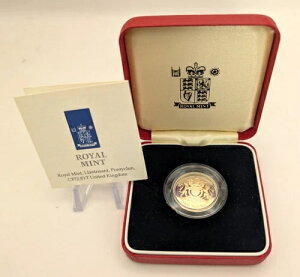 ROYAL MINT
ROYAL
MINT
Royal Mint, Llantrisant, Pontyclun,
CF72 8YT United Kingdom